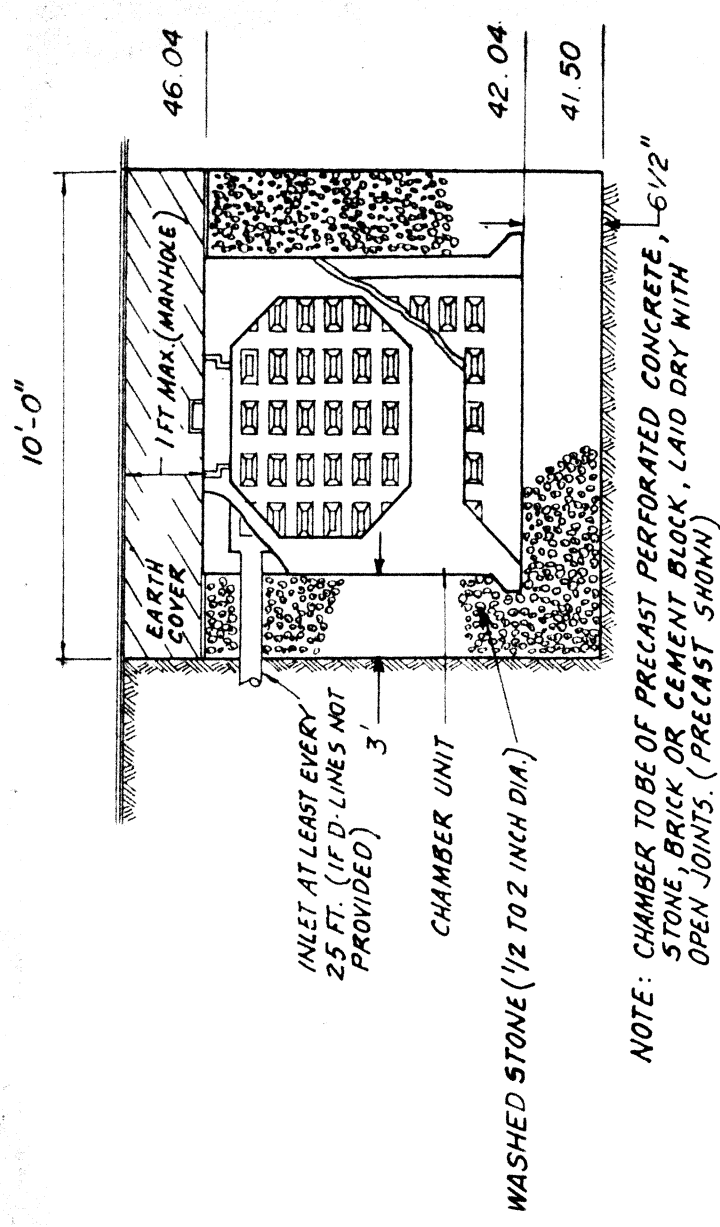 10'-0"
46.04
1 FT MAX. (MANHOLE)
EARTH
COVER
42.04
41.50
6 1/2"
INLET AT LEAST EVERY
25 FT. (IF D-LINES NOT
PROVIDED)
3'
CHAMBER UNIT
WASHED STONE (1/2 TO 2 INCH DIA.)
NOTE: CHAMBER TO BE OF PRECAST PERFORATED CONCRETE,
STONE, BRICK OR CEMENT BLOCK, LAID DRY WITH
OPEN JOINTS. (PRECAST SHOWN)